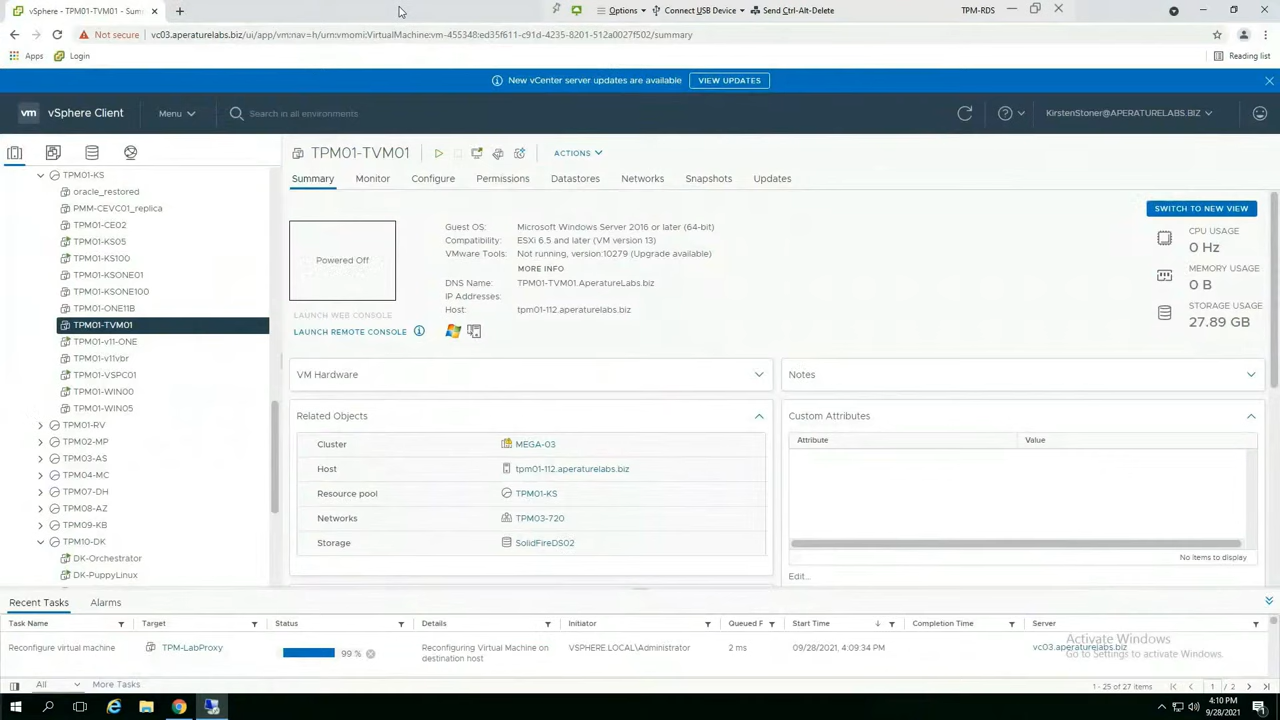 vSphere - TPM01-TVM01 - Sum
Options
Connect USB Device
Send Ctrl-Alt-Delete
TPM-RDS
Not secure
vc03.aperaturelabs.biz/ui/app/vm;nav=h/urn:vmomi:VirtualMachine:vm-455348:ed35f611-c91d-4235-8201-512a0027f502/summary
Apps
Login
Reading list
New vCenter server updates are available
VIEW UPDATES
vm
vSphere Client
Menu
Search in all environments
KirstenStoner@APERATURELABS.BIZ
TPM01-KS
oracle_restored
PMM-CEVC01_replica
TPM01-CE02
TPM01-KS05
TPM01-KS100
TPM01-KSONE01
TPM01-KSONE100
TPM01-ONE11B
TPM01-TVM01
TPM01-v11-ONE
TPM01-v11vbr
TPM01-VSPC01
TPM01-WIN00
TPM01-WIN05
TPM01-RV
TPM02-MP
TPM03-AS
TPM04-MC
TPM07-DH
TPM08-AZ
TPM09-KB
TPM10-DK
DK-Orchestrator
DK-PuppyLinux
TPM01-TVM01
ACTIONS
Summary
Monitor
Configure
Permissions
Datastores
Networks
Snapshots
Updates
SWITCH TO NEW VIEW
Powered Off
LAUNCH WEB CONSOLE
LAUNCH REMOTE CONSOLE
Guest OS: Microsoft Windows Server 2016 or later (64-bit)
Compatibility: ESXi 6.5 and later (VM version 13)
VMware Tools: Not running, version:10279 (Upgrade available)
MORE INFO
DNS Name: TPM01-TVM01.AperatureLabs.biz
IP Addresses:
Host: tpm01-112.aperaturelabs.biz
CPU USAGE
0 Hz
MEMORY USAGE
0 B
STORAGE USAGE
27.89 GB
VM Hardware
Notes
Related Objects
Cluster MEGA-03
Host tpm01-112.aperaturelabs.biz
Resource pool TPM01-KS
Networks TPM03-720
Storage SolidFireDS02
Custom Attributes
Attribute Value
No items to display
Edit...
Recent Tasks
Alarms
Task Name Target Status Details Initiator Queued F Start Time Completion Time Server
Reconfigure virtual machine TPM-LabProxy 99 % Reconfiguring Virtual Machine on VSPHERE.LOCAL\Administrator 2 ms 09/28/2021, 4:09:34 PM vc03.aperaturelabs.biz
destination host
Activate Windows
Go to Settings to activate Windows.
All
More Tasks
1 - 25 of 27 items
1 / 2
4:10 PM
9/28/2021
1